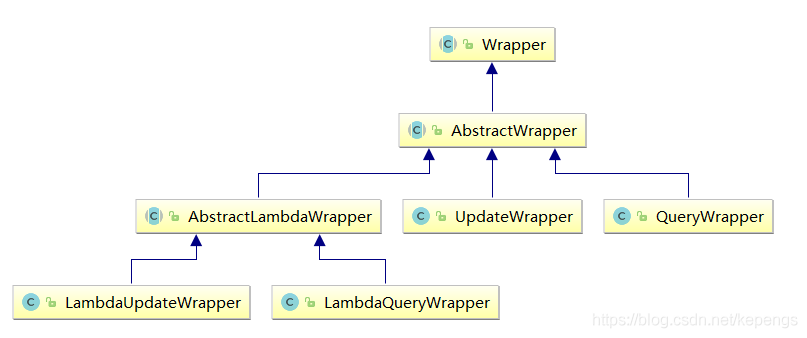 Wrapper
AbstractWrapper
AbstractLambdaWrapper
UpdateWrapper
QueryWrapper
LambdaUpdateWrapper
LambdaQueryWrapper
https://blog.csdn.net/kepengs